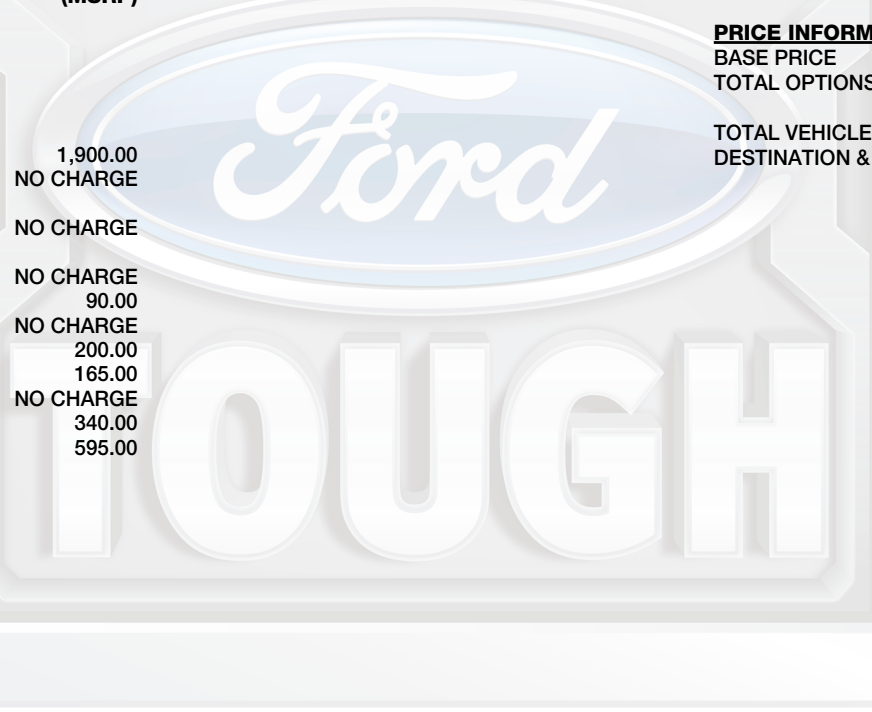 (MSRP)
1,900.00
NO CHARGE
NO CHARGE
NO CHARGE
90.00
NO CHARGE
200.00
165.00
NO CHARGE
340.00
595.00
PRICE INFORM
BASE PRICE
TOTAL OPTIONS
TOTAL VEHICLE
DESTINATION &
Ford
TOUGH